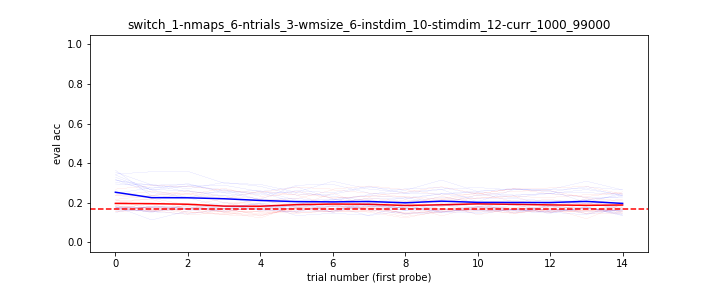 switch_1-nmaps_6-ntrials_3-wmsize_6-instdim_10-stimdim_12-curr_1000_99000
1.0
0.8
0.6
0.4
0.2
0.0
eval acc
0 2 4 6 8 10 12 14
trial number (first probe)